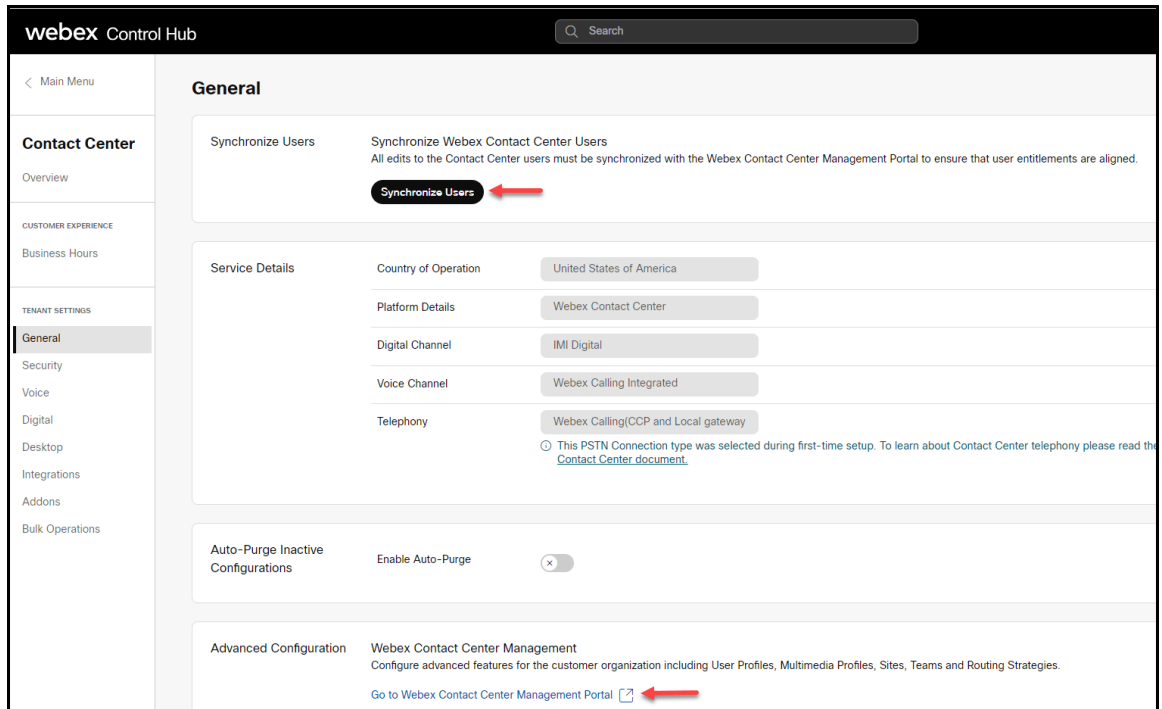 webex Control Hub
Search
Main Menu
Contact Center
Overview
CUSTOMER EXPERIENCE
Business Hours
TENANT SETTINGS
General
Security
Voice
Digital
Desktop
Integrations
Addons
Bulk Operations
General
Synchronize Users
Synchronize Webex Contact Center Users
All edits to the Contact Center users must be synchronized with the Webex Contact Center Management Portal to ensure that user entitlements are aligned.
Synchronize Users
Service Details
Country of Operation
United States of America
Platform Details
Webex Contact Center
Digital Channel
IMI Digital
Voice Channel
Webex Calling Integrated
Telephony
Webex Calling(CCP and Local gateway
This PSTN Connection type was selected during first-time setup. To learn about Contact Center telephony please read the
Contact Center document.
Auto-Purge Inactive
Configurations
Enable Auto-Purge
Advanced Configuration
Webex Contact Center Management
Configure advanced features for the customer organization including User Profiles, Multimedia Profiles, Sites, Teams and Routing Strategies.
Go to Webex Contact Center Management Portal